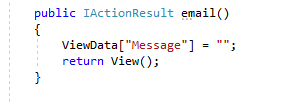 public IActionResult email()
{
ViewData["Message"] = "";
return View();
}